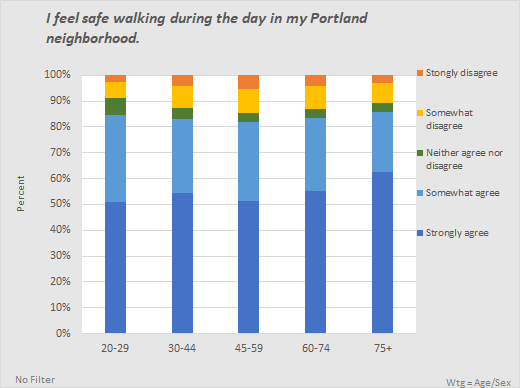 I feel safe walking during the day in my Portland
neighborhood.
100%
90%
80%
70%
60%
50%
40%
30%
20%
10%
0%
Percent
20-29
30-44
45-59
60-74
75+
Stongly disagree
Somewhat
disagree
Neither agree nor
disagree
Somewhat agree
Strongly agree
No Filter
Wtg = Age/Sex